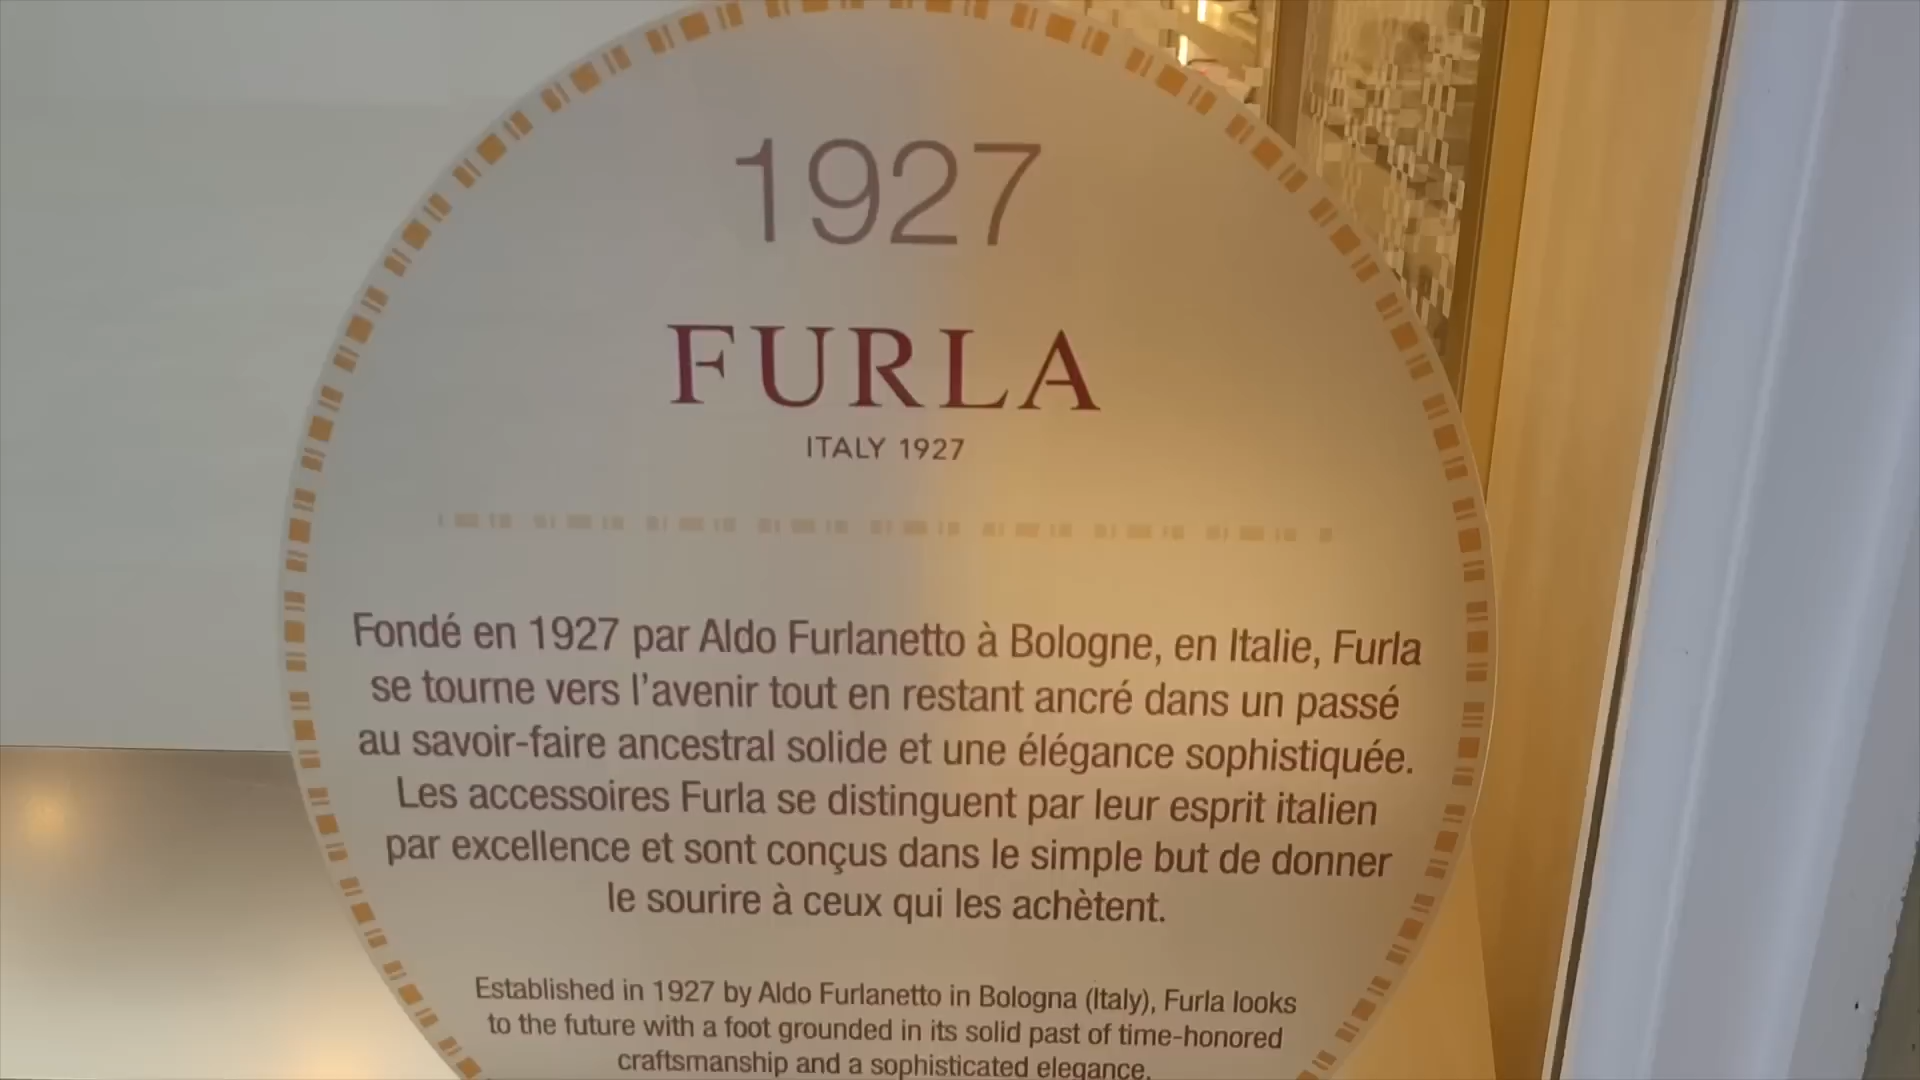 1927
FURLA
ITALY 1927
Fondé en 1927 par Aldo Furlanetto à Bologne, en Italie, Furla
se tourne vers l'avenir tout en restant ancré dans un passé
au savoir-faire ancestral solide et une élégance sophistiquée.
Les accessoires Furla se distinguent par leur esprit italien
par excellence et sont conçus dans le simple but de donner
le sourire à ceux qui les achètent.
Established in 1927 by Aldo Furlanetto in Bologna (Italy), Furla looks
to the future with a foot grounded in its solid past of time-honored
craftsmanship and a sophisticated elegance.